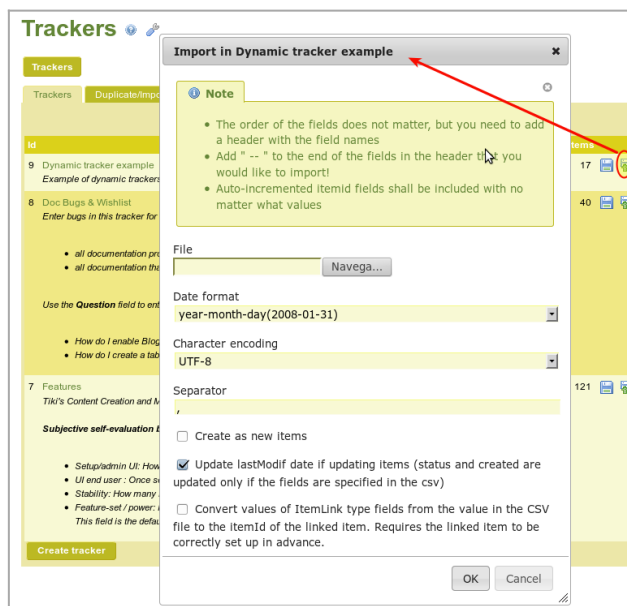 Trackers
Trackers
Trackers
Duplicate/Impo
Id
tems
9 Dynamic tracker example
Example of dynamic trackers
17
8 Doc Bugs & Wishlist
Enter bugs in this tracker for
40
• all documentation pro
• all documentation tha
Use the Question field to ent
• How do I enable Blog
• How do I create a tab
7 Features
Tiki's Content Creation and M
121
Subjective self-evaluation b
• Setup/admin UI: How
• UI end user : Once se
• Stability: How many
• Feature-set / power: i
This field is the defau
Create tracker
Import in Dynamic tracker example
Note
• The order of the fields does not matter, but you need to add
a header with the field names
• Add " -- " to the end of the fields in the header that you
would like to import!
• Auto-incremented itemid fields shall be included with no
matter what values
File
Navega...
Date format
year-month-day(2008-01-31)
Character encoding
UTF-8
Separator
,
Create as new items
Update lastModif date if updating items (status and created are
updated only if the fields are specified in the csv)
Convert values of ItemLink type fields from the value in the CSV
file to the itemId of the linked item. Requires the linked item to be
correctly set up in advance.
OK
Cancel